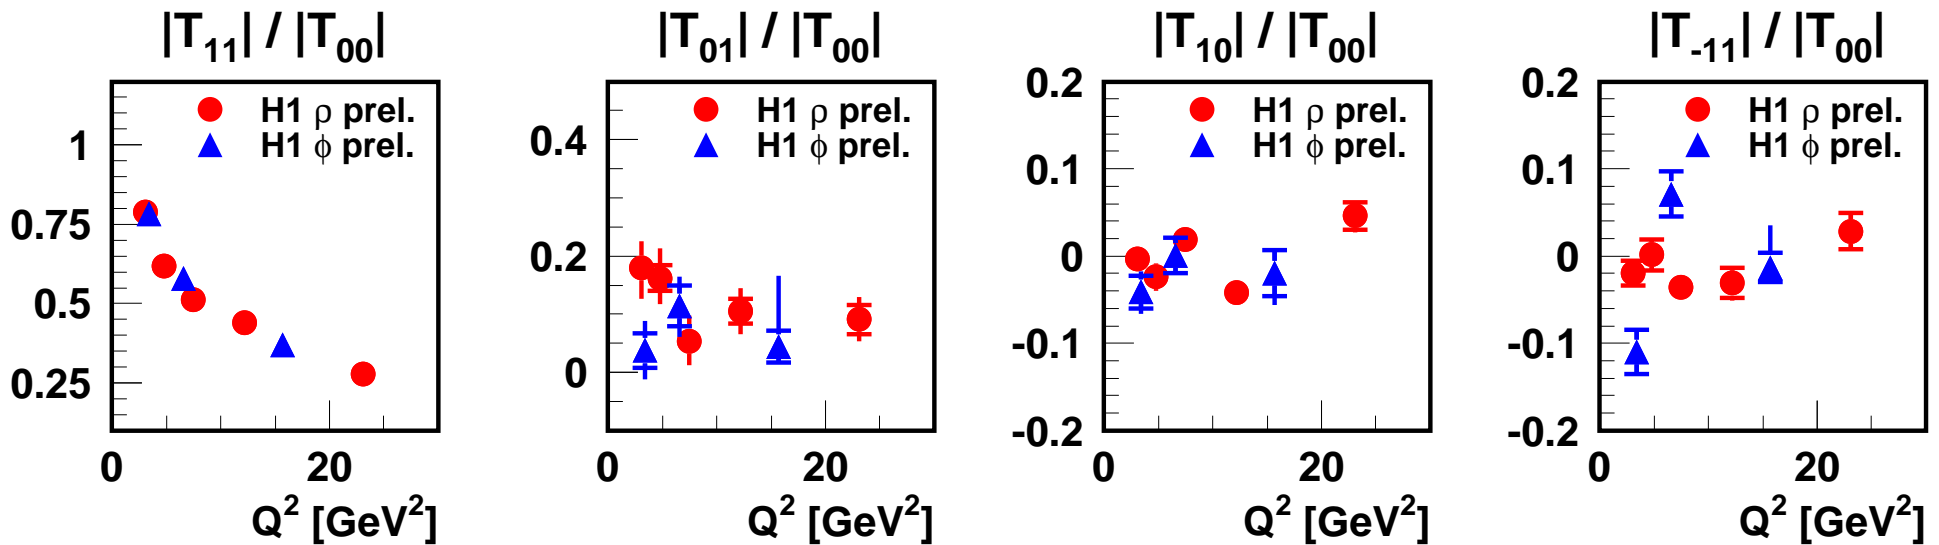 |T₁₁| / |T₀₀|
H1 ρ prel.
H1 ϕ prel.
1
0.75
0.5
0.25
0 20
Q² [GeV²]
|T₀₁| / |T₀₀|
H1 ρ prel.
H1 ϕ prel.
0.4
0.2
0
0 20
Q² [GeV²]
|T₁₀| / |T₀₀|
H1 ρ prel.
H1 ϕ prel.
0.2
0.1
0
-0.1
-0.2
0 20
Q² [GeV²]
|T₋₁₁| / |T₀₀|
H1 ρ prel.
H1 ϕ prel.
0.2
0.1
0
-0.1
-0.2
0 20
Q² [GeV²]